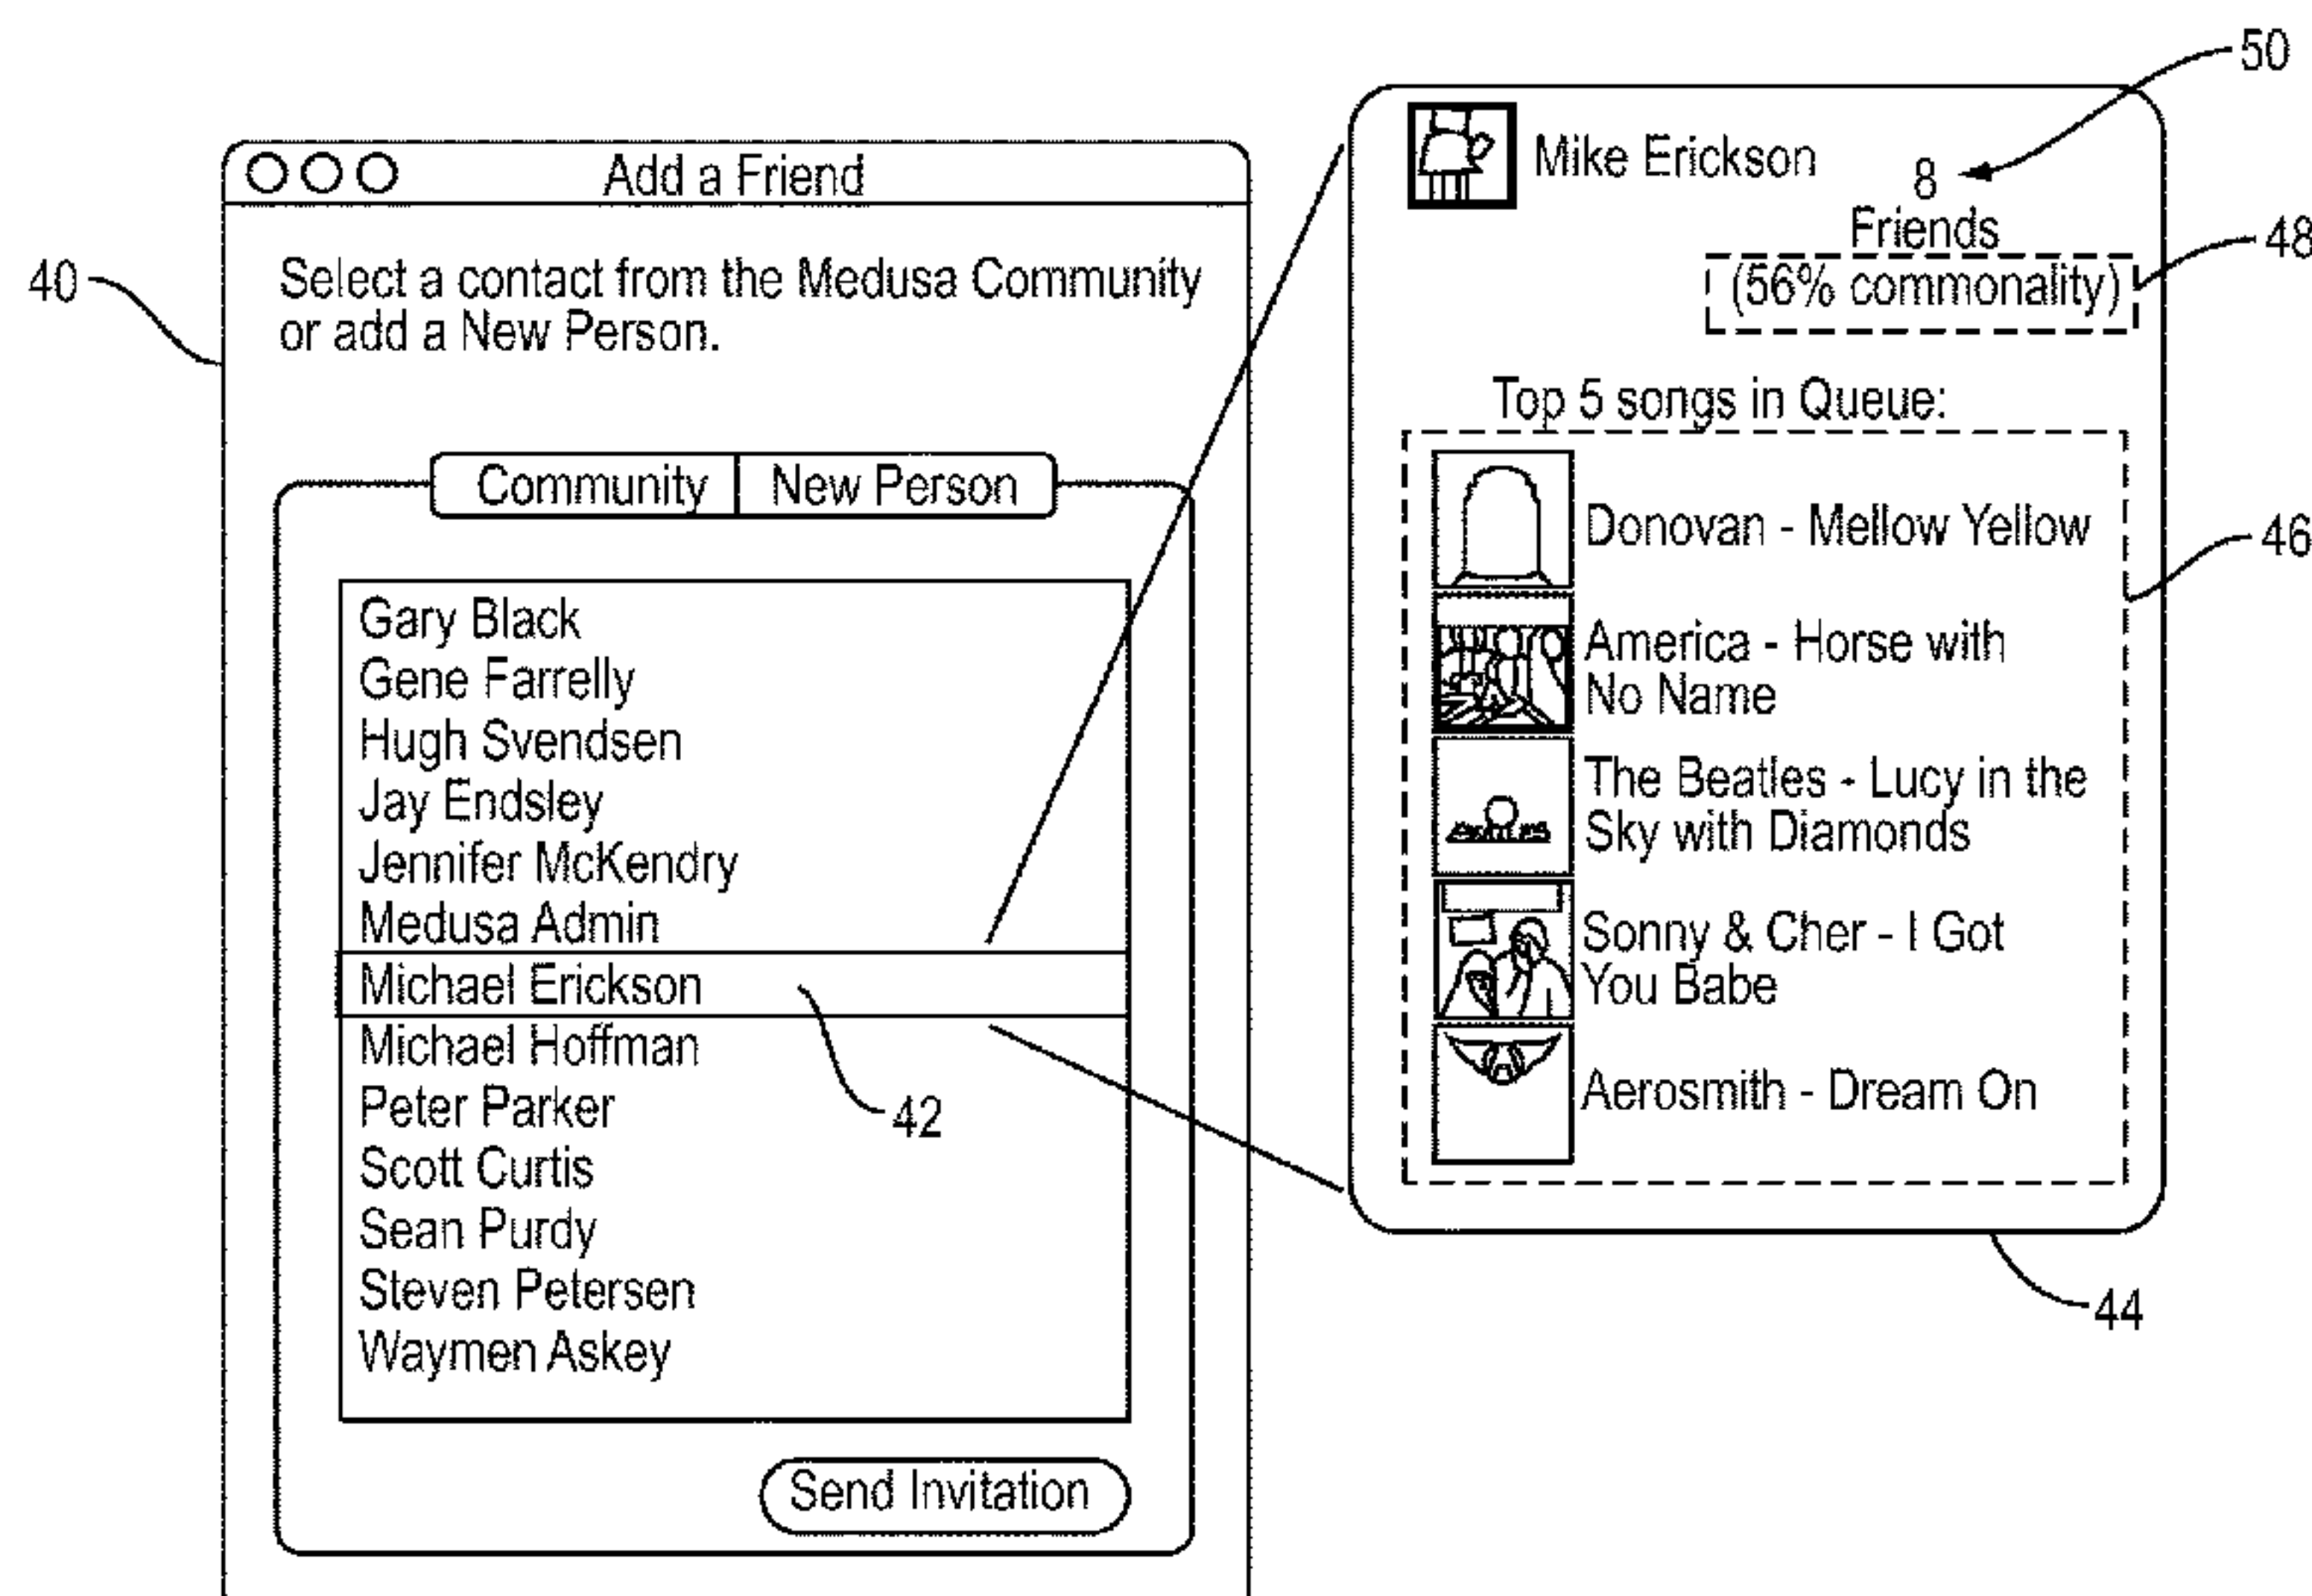 Add a Friend
40
Select a contact from the Medusa Community
or add a New Person.
Community
New Person
Gary Black
Gene Farrelly
Hugh Svendsen
Jay Endsley
Jennifer McKendry
Medusa Admin
Michael Erickson
Michael Hoffman
Peter Parker
Scott Curtis
Sean Purdy
Steven Petersen
Waymen Askey
42
Send Invitation
50
Mike Erickson
8
Friends
(56% commonality)
48
Top 5 songs in Queue:
Donovan - Mellow Yellow
46
America - Horse with
No Name
The Beatles - Lucy in the
Sky with Diamonds
Sonny & Cher - I Got
You Babe
Aerosmith - Dream On
44